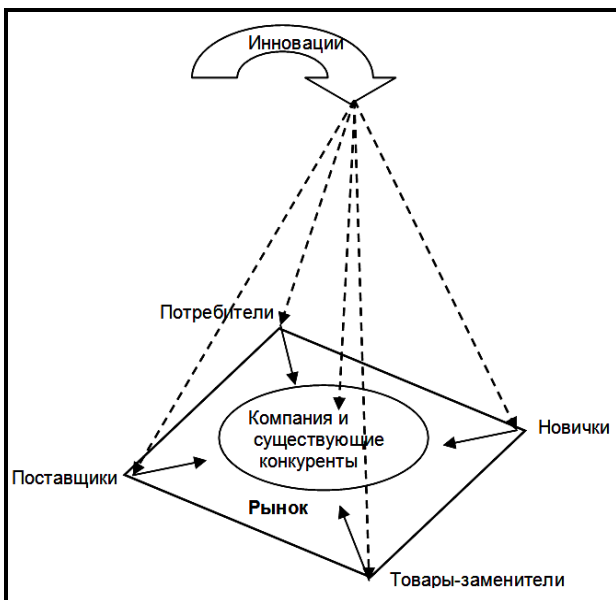 Инновации
Потребители
Компания и
существующие
конкуренты
Новички
Поставщики
Рынок
Товары-заменители